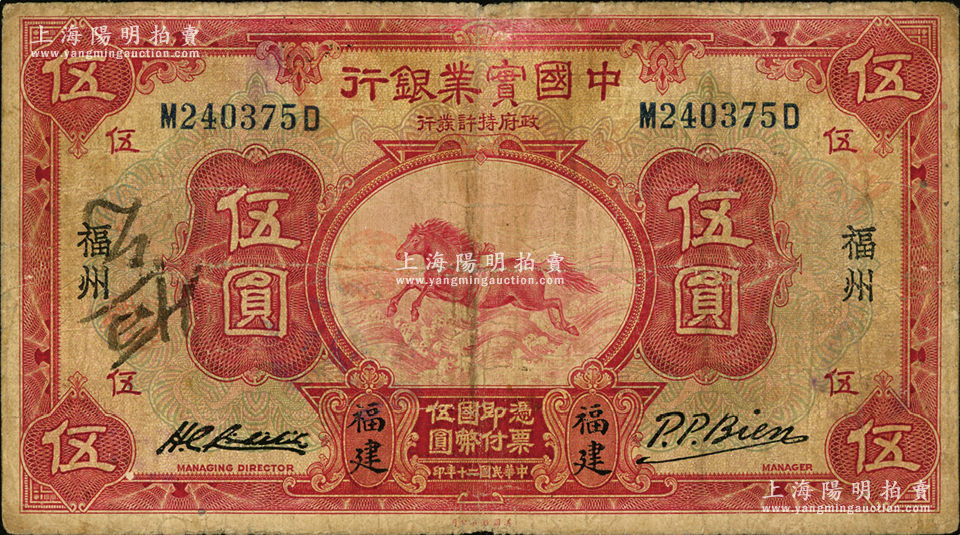 上海陽明拍賣
www.yangmingauction.com
伍
伍
行銀業實國中
M240375D
M240375D
行業許特府政
伍
伍
伍圓
伍圓
福州
福州
上海陽明拍賣
www.yangmingauction.com
伍
伍
憑票
即付
國幣
伍圓
福建
福建
伍
伍
P.P.Bien
MANAGING DIRECTOR
MANAGER
印年十二國民華中
上海陽明拍賣
www.yangmingauction.com